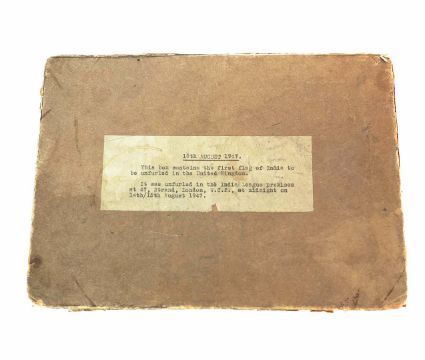 15th AUGUST 1947.
This box contains the first flag of India to
be unfurled in the United Kingdom.
It was unfurled in the India League premises
at 47, Strand, London, W.C.2., at midnight on
14th/15th August 1947.